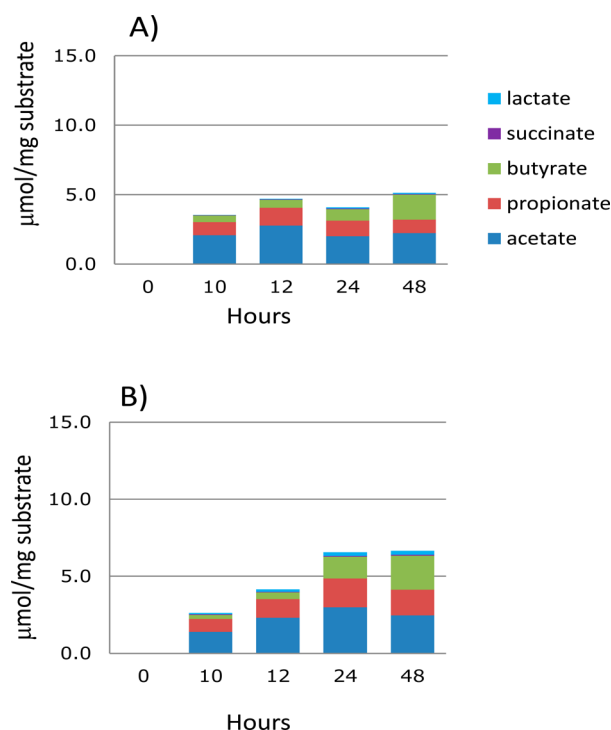 A)
15.0
10.0
5.0
0.0
μmol/mg substrate
0 10 12 24 48
Hours
lactate
succinate
butyrate
propionate
acetate
B)
15.0
10.0
5.0
0.0
μmol/mg substrate
0 10 12 24 48
Hours